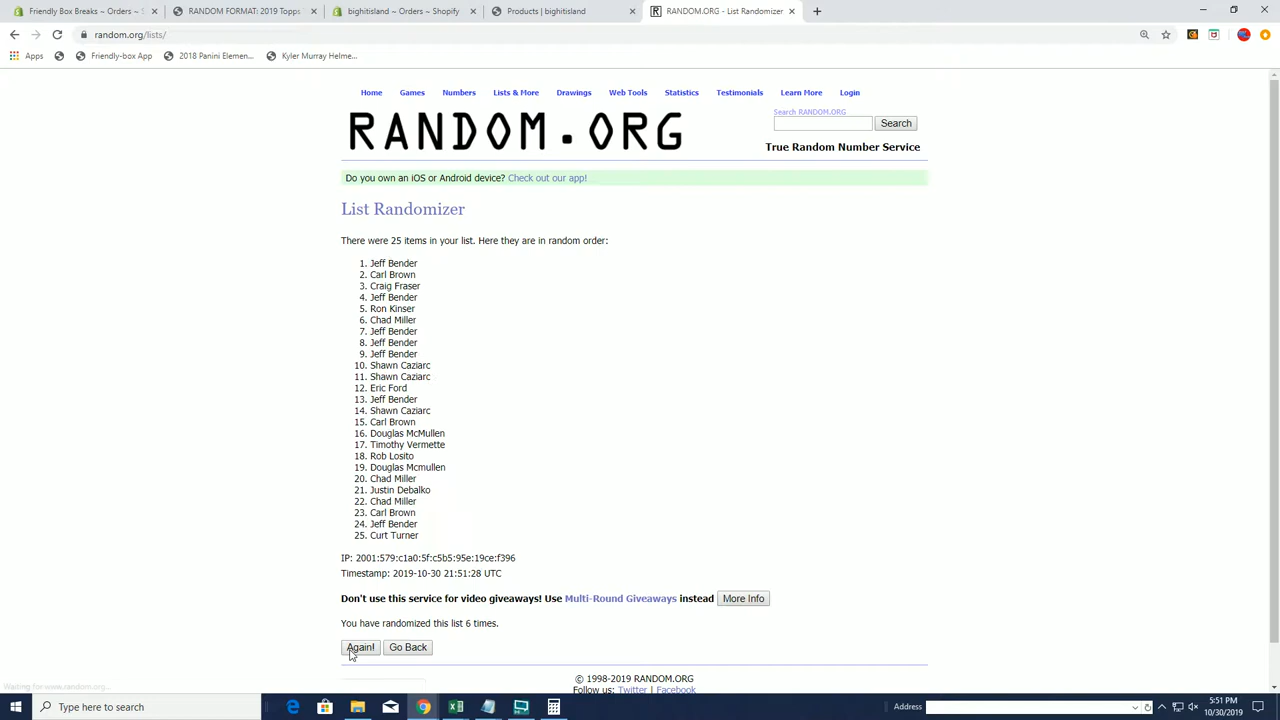 Friendly Box Breaks ~ S
RANDOM FORMAT: 2019 Topps
bightisland ~ Orders ~ Shopify
Products | bightisland
RANDOM.ORG - List Randomizer
random.org/lists/
Apps
Friendly-box App
2018 Panini Elemen...
Kyler Murray Helme...
Home Games Numbers Lists & More Drawings Web Tools Statistics Testimonials Learn More Login
Search RANDOM.ORG
RANDOM.ORG
Search
True Random Number Service
Do you own an iOS or Android device? Check out our app!
List Randomizer
There were 25 items in your list. Here they are in random order:
1. Jeff Bender
2. Carl Brown
3. Craig Fraser
4. Jeff Bender
5. Ron Kinser
6. Chad Miller
7. Jeff Bender
8. Jeff Bender
9. Jeff Bender
10. Shawn Caziarc
11. Shawn Caziarc
12. Eric Ford
13. Jeff Bender
14. Shawn Caziarc
15. Carl Brown
16. Douglas McMullen
17. Timothy Vermette
18. Rob Losito
19. Douglas Mcmullen
20. Chad Miller
21. Justin Debalko
22. Chad Miller
23. Carl Brown
24. Jeff Bender
25. Curt Turner
IP: 2001:579:c1a0:5f:c5b5:95e:19ce:f396
Timestamp: 2019-10-30 21:51:28 UTC
Don't use this service for video giveaways! Use Multi-Round Giveaways instead More Info
You have randomized this list 6 times.
Again! Go Back
© 1998-2019 RANDOM.ORG
Follow us: Twitter | Facebook
Waiting for www.random.org...
Type here to search
Address
5:51 PM
10/30/2019